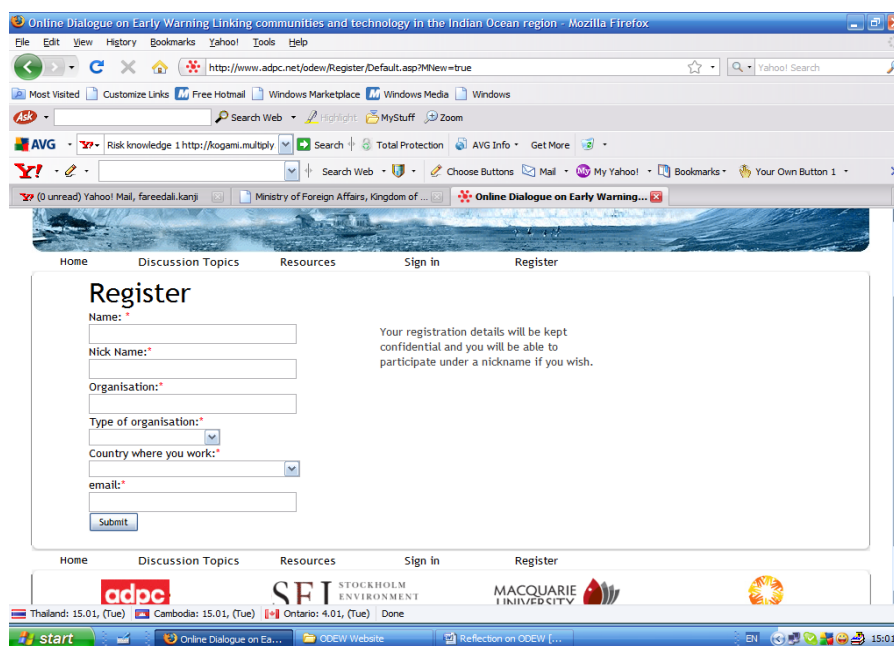 Online Dialogue on Early Warning Linking communities and technology in the Indian Ocean region - Mozilla Firefox
File Edit View History Bookmarks Yahoo! Tools Help
http://www.adpc.net/odew/Register/Default.asp?MNew=true Yahoo! Search
Most Visited Customize Links Free Hotmail Windows Marketplace Windows Media Windows
Ask Search Web Highlight MyStuff Zoom
AVG Risk knowledge 1 http://kogami.multiply Search Total Protection AVG Info Get More
Y! Search Web Choose Buttons Mail My Yahoo! Bookmarks Your Own Button 1
(0 unread) Yahoo! Mail, fareedali.kanji Ministry of Foreign Affairs, Kingdom of ... Online Dialogue on Early Warning...
Home Discussion Topics Resources Sign in Register
Register
Name: *
Your registration details will be kept
confidential and you will be able to
participate under a nickname if you wish.
Nick Name:*
Organisation:*
Type of organisation:*
Country where you work:*
email:*
Submit
Home Discussion Topics Resources Sign in Register
adpc SEI STOCKHOLM
ENVIRONMENT
MACQUARIE
UNIVERSITY
Thailand: 15.01, (Tue) Cambodia: 15.01, (Tue) Ontario: 4.01, (Tue) Done
start Online Dialogue on Ea... ODEW Website Reflection on ODEW [... EN 15:01